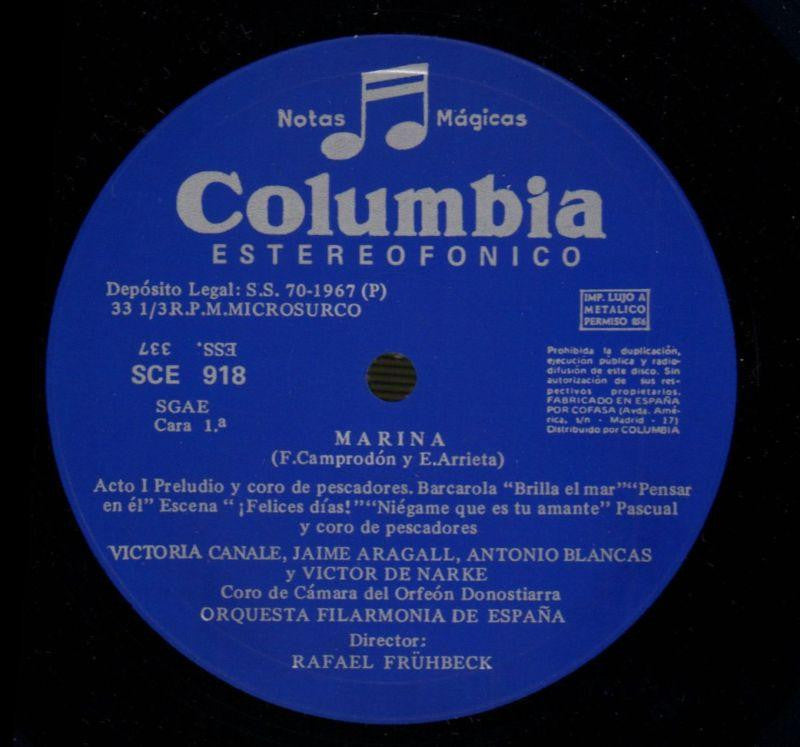 Notas Mágicas
Columbia
ESTEREOFONICO
Depósito Legal: S.S. 70-1967 (P)
33 1/3 R.P.M. MICROSURCO
IMP. LUJO A
METALICO
PERMISO 856
ESS. 337
SCE 918
SGAE
Cara 1.ª
Prohibida la duplicación,
ejecución pública y radio-
difusión de este disco. Sin
autorización de sus res-
pectivos propietarios.
FABRICADO EN ESPAÑA
POR COFASA (Avda. Amé-
rica, s/n - Madrid - 17)
Distribuido por COLUMBIA
MARINA
(F.Camprodón y E.Arrieta)
Acto I Preludio y coro de pescadores. Barcarola "Brilla el mar" "Pensar
en él" Escena " ¡Felices días!" "Niégame que es tu amante" Pascual
y coro de pescadores
VICTORIA CANALE, JAIME ARAGALL, ANTONIO BLANCAS
y VICTOR DE NARKE
Coro de Cámara del Orfeón Donostiarra
ORQUESTA FILARMONIA DE ESPAÑA
Director:
RAFAEL FRÜHBECK